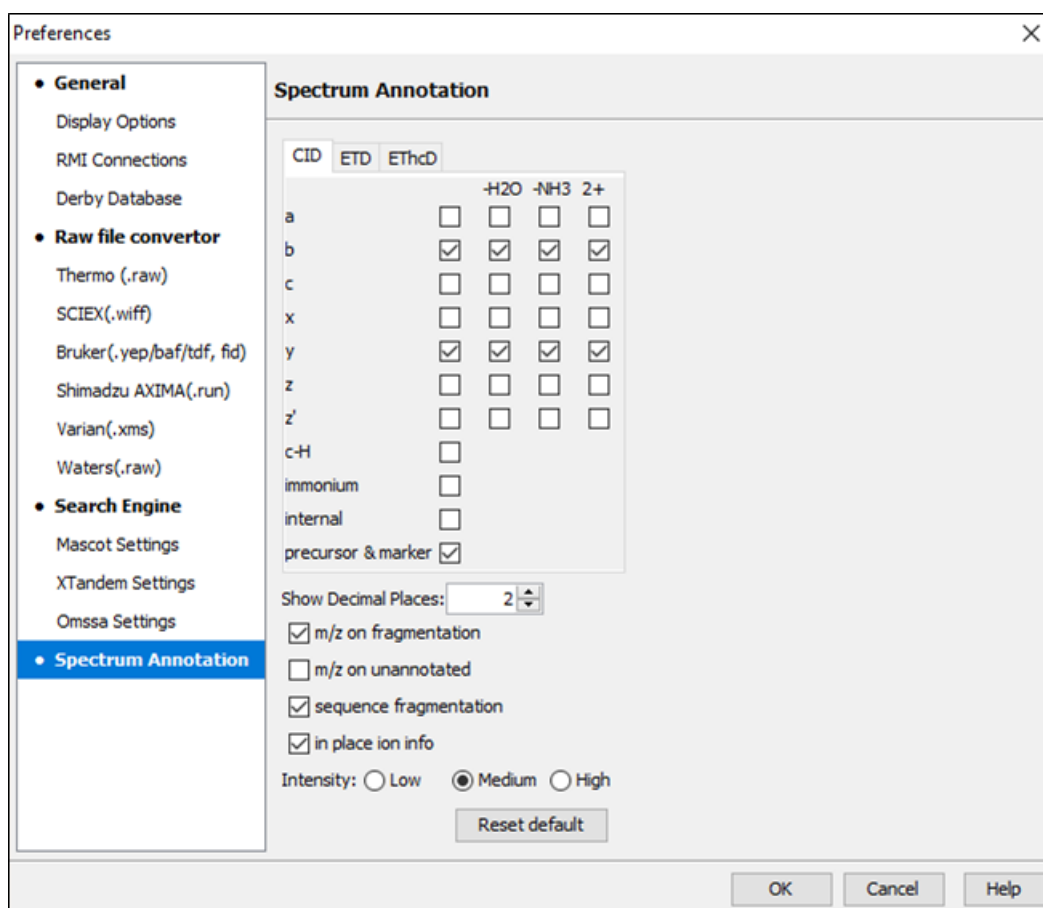 Preferences
• General
Display Options
RMI Connections
Derby Database
• Raw file convertor
Thermo (.raw)
SCIEX(.wiff)
Bruker(.yep/baf/tdf, fid)
Shimadzu AXIMA(.run)
Varian(.xms)
Waters(.raw)
• Search Engine
Mascot Settings
XTandem Settings
Omssa Settings
• Spectrum Annotation
Spectrum Annotation
CID ETD EThcD
-H2O -NH3 2+
a
b
c
x
y
z
z'
c-H
immonium
internal
precursor & marker
Show Decimal Places: 2
m/z on fragmentation
m/z on unannotated
sequence fragmentation
in place ion info
Intensity: Low Medium High
Reset default
OK Cancel Help